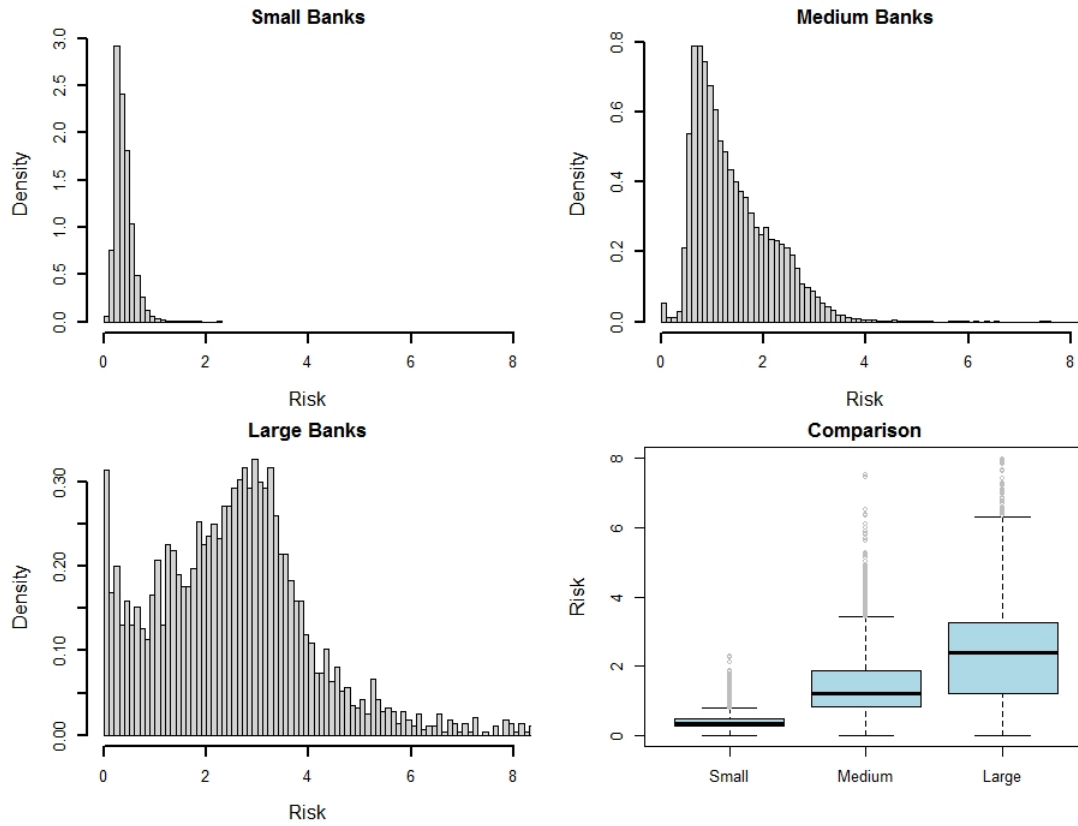 Small Banks
Density
0.0 0.5 1.0 1.5 2.0 2.5 3.0
0 2 4 6 8
Risk
Medium Banks
Density
0.0 0.2 0.4 0.6 0.8
0 2 4 6 8
Risk
Large Banks
Density
0.00 0.10 0.20 0.30
0 2 4 6 8
Risk
Comparison
Risk
0 2 4 6 8
Small Medium Large